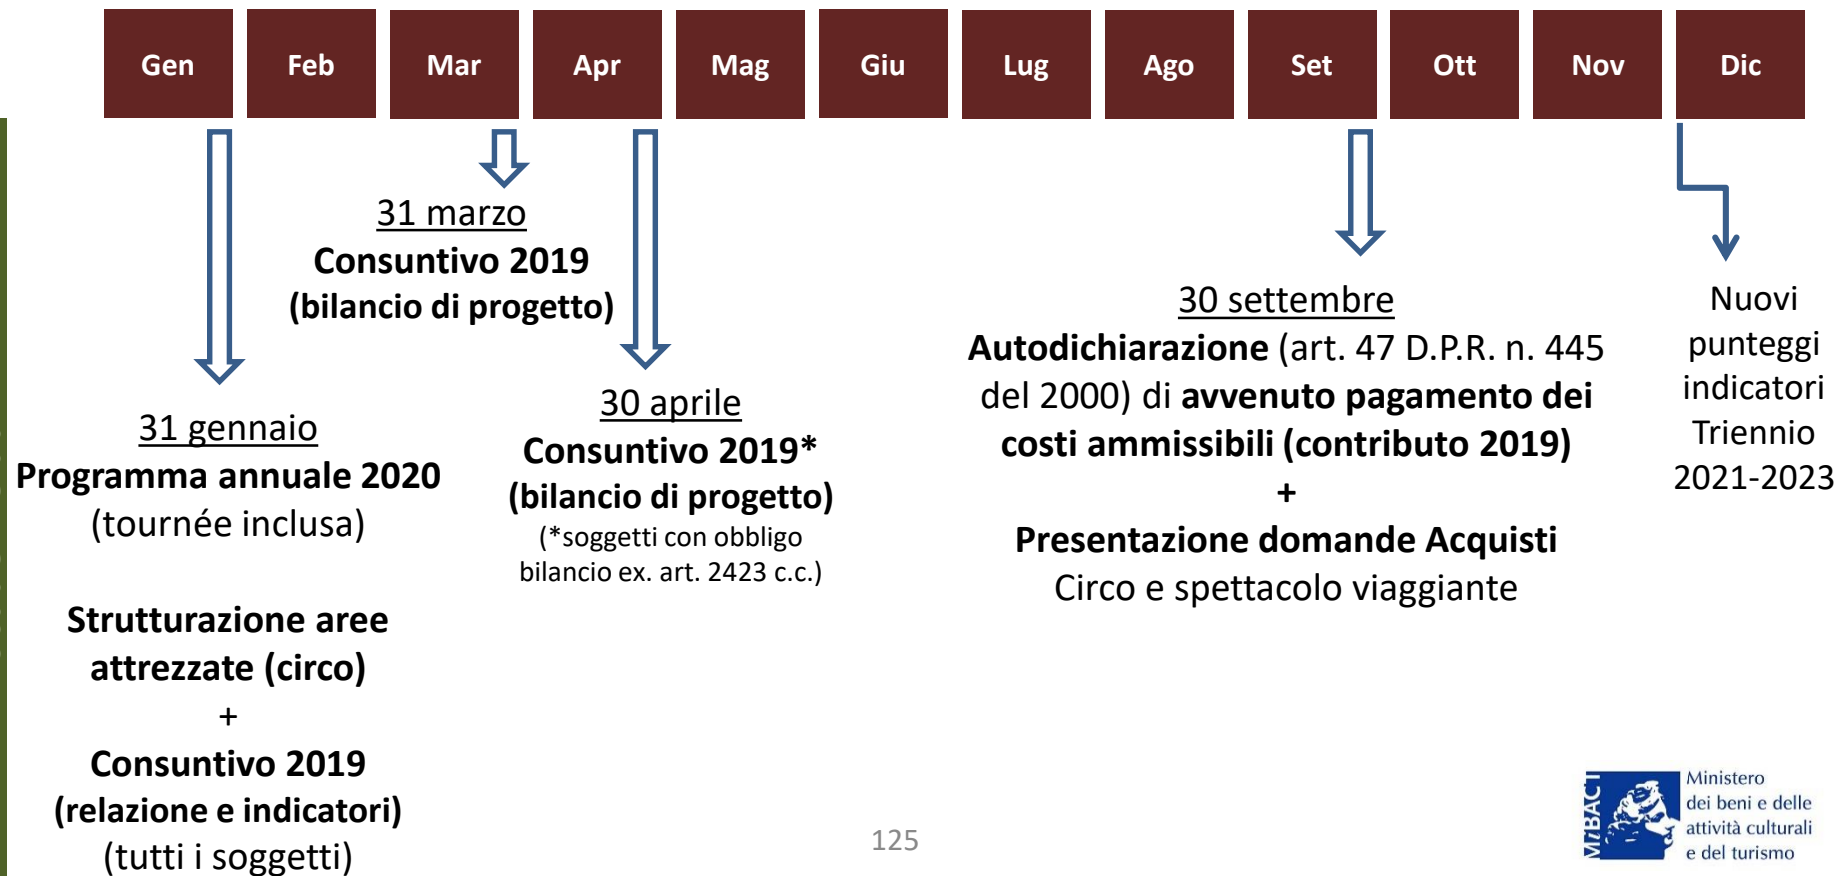 Gen Feb Mar Apr Mag Giu Lug Ago Set Ott Nov Dic
31 gennaio
Programma annuale 2020
(tournée inclusa)
Strutturazione aree
attrezzate (circo)
+
Consuntivo 2019
(relazione e indicatori)
(tutti i soggetti)
31 marzo
Consuntivo 2019
(bilancio di progetto)
30 aprile
Consuntivo 2019*
(bilancio di progetto)
(*soggetti con obbligo
bilancio ex. art. 2423 c.c.)
30 settembre
Autodichiarazione (art. 47 D.P.R. n. 445
del 2000) di avvenuto pagamento dei
costi ammissibili (contributo 2019)
+
Presentazione domande Acquisti
Circo e spettacolo viaggiante
Nuovi
punteggi
indicatori
Triennio
2021-2023
125
MiBACT
Ministero
dei beni e delle
attività culturali
e del turismo